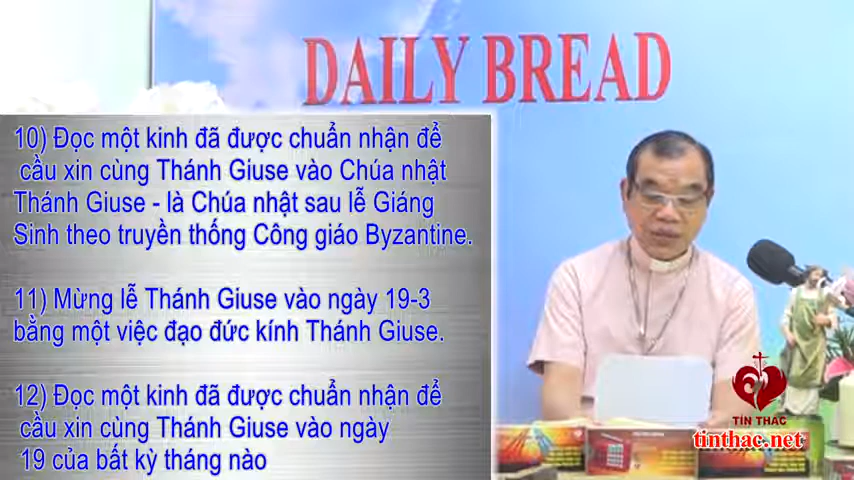 DAILY BREAD
10) Đọc một kinh đã được chuẩn nhận để
cầu xin cùng Thánh Giuse vào Chúa nhật
Thánh Giuse - là Chúa nhật sau lễ Giáng
Sinh theo truyền thống Công giáo Byzantine.
11) Mừng lễ Thánh Giuse vào ngày 19-3
bằng một việc đạo đức kính Thánh Giuse.
12) Đọc một kinh đã được chuẩn nhận để
cầu xin cùng Thánh Giuse vào ngày
19 của bất kỳ tháng nào
TÍN THÁC
tinthac.net